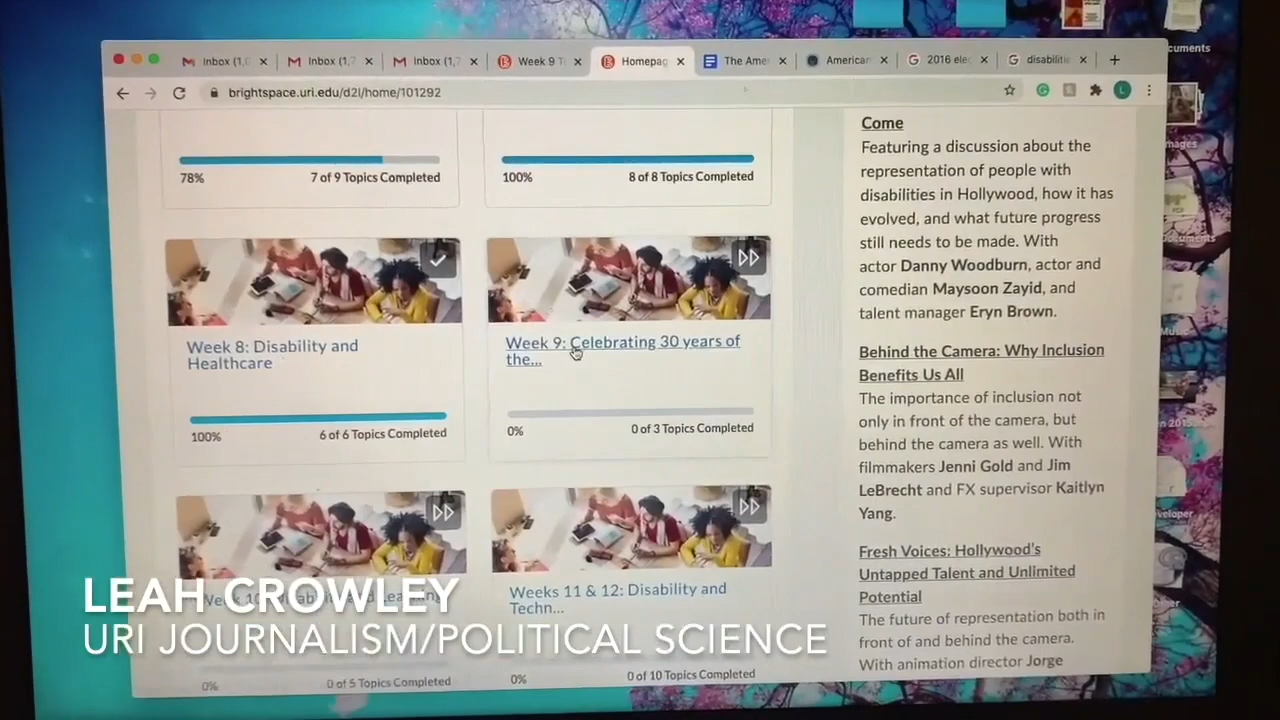 cuments
Inbox (1,
Inbox (1,7
Inbox (1,7
Week 9 T
Homepag
The Ame
American
2016 ele
disabiliti
brightspace.uri.edu/d2l/home/101292
L
78%
7 of 9 Topics Completed
100%
8 of 8 Topics Completed
Week 8: Disability and
Healthcare
100%
6 of 6 Topics Completed
Week 9: Celebrating 30 years of
the...
0%
0 of 3 Topics Completed
Weeks 11 & 12: Disability and
Techn...
0%
0 of 5 Topics Completed
0%
0 of 10 Topics Completed
Come
Featuring a discussion about the
representation of people with
disabilities in Hollywood, how it has
evolved, and what future progress
still needs to be made. With
actor Danny Woodburn, actor and
comedian Maysoon Zayid, and
talent manager Eryn Brown.
Behind the Camera: Why Inclusion
Benefits Us All
The importance of inclusion not
only in front of the camera, but
behind the camera as well. With
filmmakers Jenni Gold and Jim
LeBrecht and FX supervisor Kaitlyn
Yang.
Fresh Voices: Hollywood's
Untapped Talent and Unlimited
Potential
The future of representation both in
front of and behind the camera.
With animation director Jorge
LEAH CROWLEY
URI JOURNALISM/POLITICAL SCIENCE